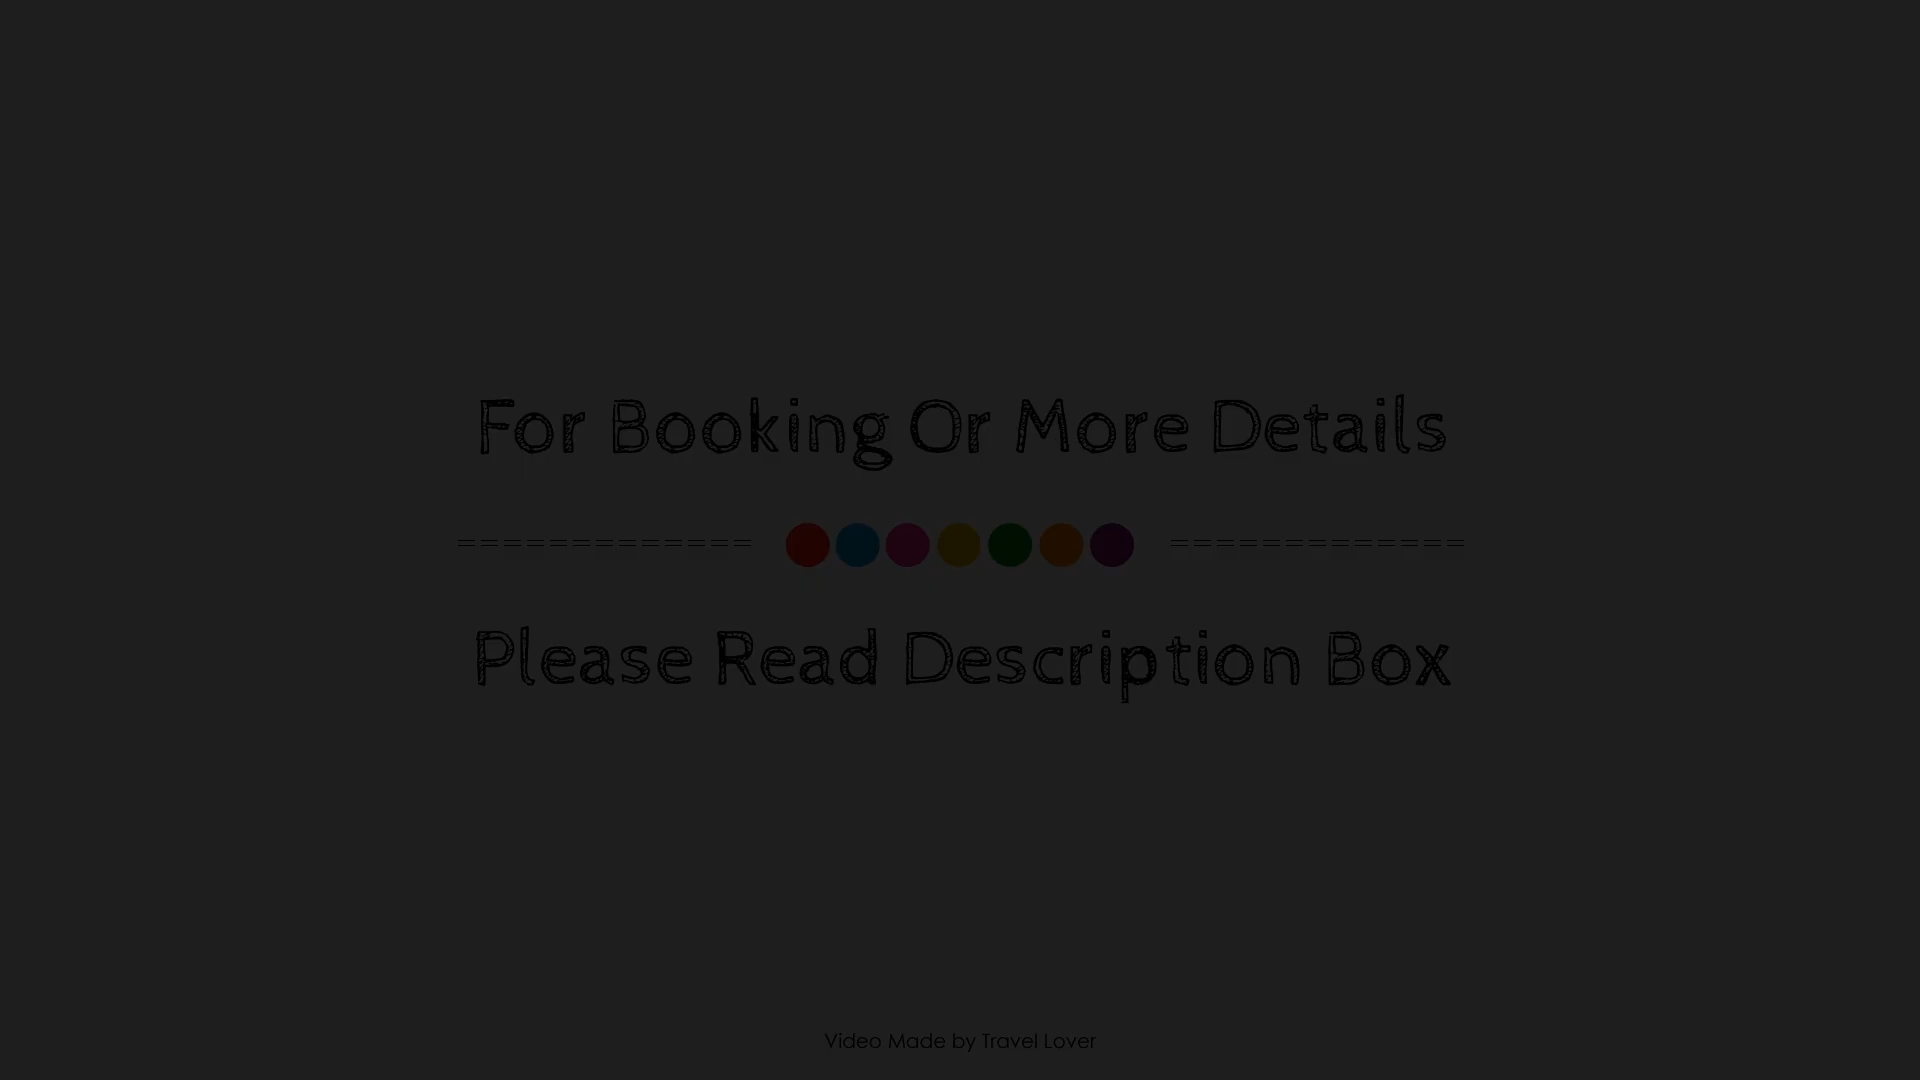 For Booking Or More Details
============= =============
Please Read Description Box
Video Made by Travel Lover